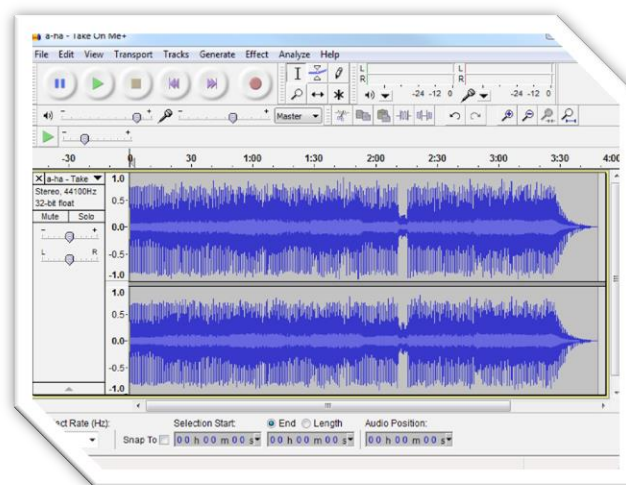 a-ha - Take On Me+
File Edit View Transport Tracks Generate Effect Analyze Help
L
R
-24 -12 0
L
R
-24 -12 0
- + - + Master
- +
-30 0 30 1:00 1:30 2:00 2:30 3:00 3:30 4:00
X a-ha - Take
Stereo, 44100Hz
32-bit float
Mute Solo
- +
L R
1.0
0.5-
0.0-
-0.5-
-1.0
1.0
0.5-
0.0-
-0.5-
-1.0
Rate (Hz): Selection Start: End Length Audio Position:
Snap To 00 h 00 m 00 s 00 h 00 m 00 s 00 h 00 m 00 s